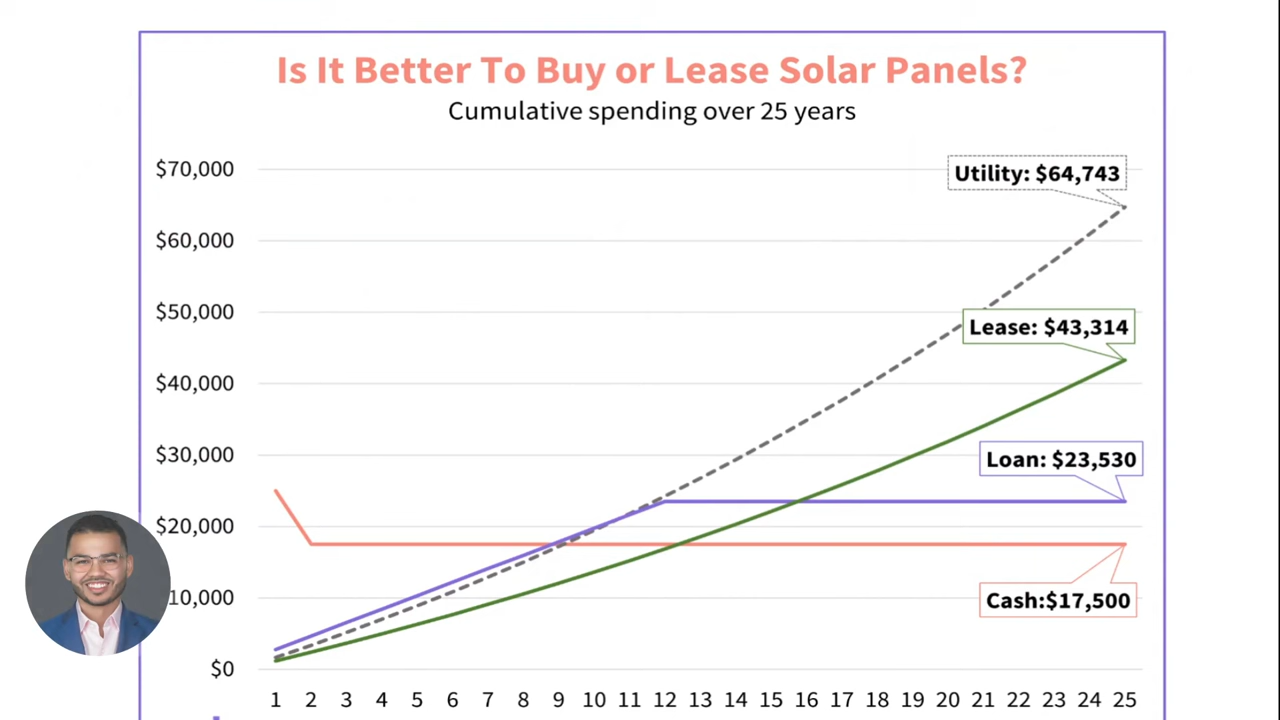 Is It Better To Buy or Lease Solar Panels?
Cumulative spending over 25 years
$70,000
Utility: $64,743
$60,000
$50,000
Lease: $43,314
$40,000
$30,000
Loan: $23,530
$20,000
10,000
Cash:$17,500
$0
1 2 3 4 5 6 7 8 9 10 11 12 13 14 15 16 17 18 19 20 21 22 23 24 25